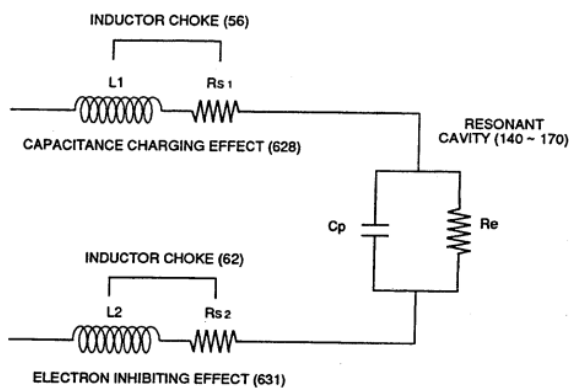 INDUCTOR CHOKE (56)
L1
Rs1
CAPACITANCE CHARGING EFFECT (628)
RESONANT
CAVITY (140 ~ 170)
Cp
Re
INDUCTOR CHOKE (62)
L2
Rs2
ELECTRON INHIBITING EFFECT (631)